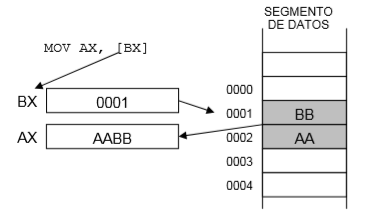 SEGMENTO
DE DATOS
MOV AX, [BX]
0000
BX 0001 0001 BB
AX AABB 0002 AA
0003
0004